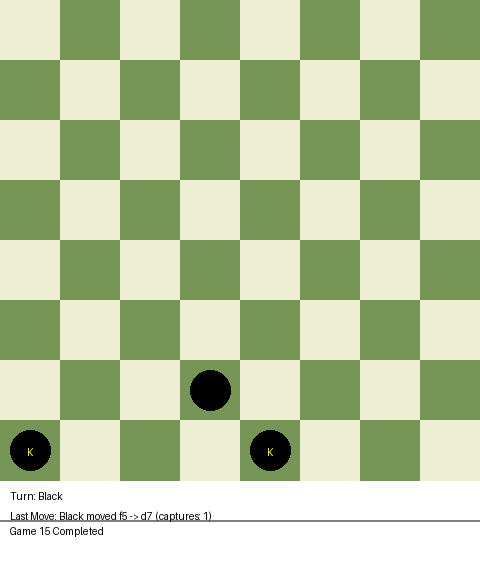 K
K
Turn: Black
Last Move: Black moved f5 -> d7 (captures: 1)
Game 15 Completed